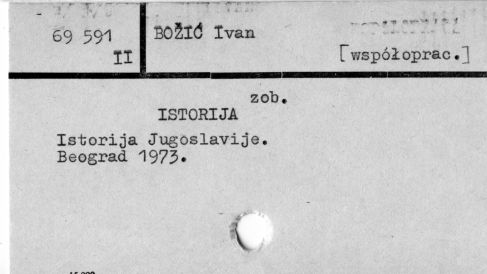 69 591
II
BOŽIĆ Ivan
[współoprac.]
zob.
ISTORIJA
Istorija Jugoslavije.
Beograd 1973.